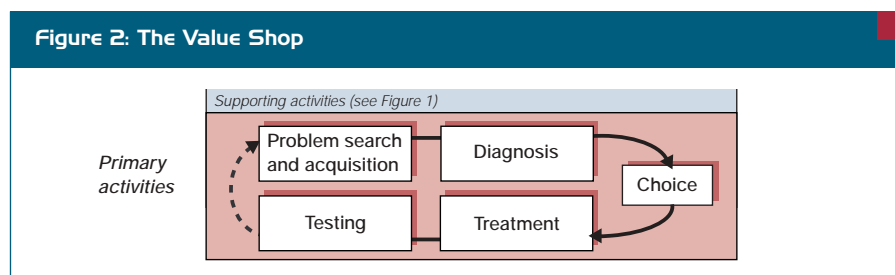 Figure 2: The Value Shop
Supporting activities (see Figure 1)
Primary
activities
Problem search
and acquisition
Diagnosis
Choice
Testing
Treatment